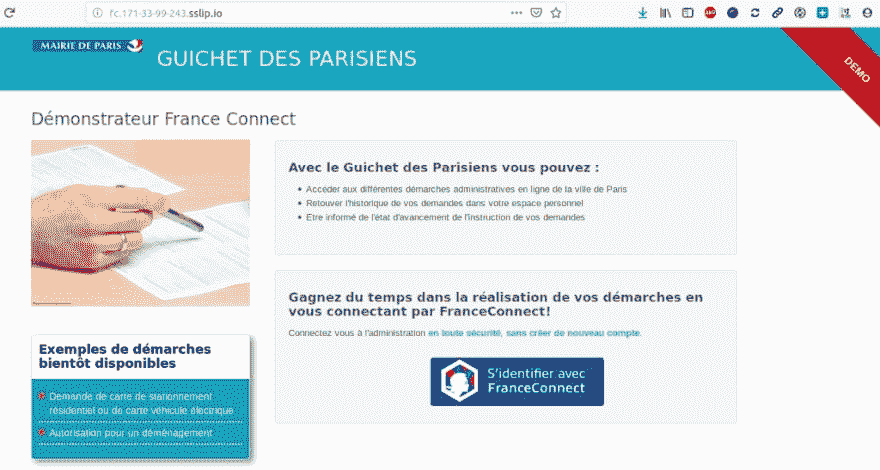 fc.171-33-99-243.sslip.io
MAIRIE DE PARIS
GUICHET DES PARISIENS
DEMO
Démonstrateur France Connect
Avec le Guichet des Parisiens vous pouvez :
Accéder aux différentes démarches administratives en ligne de la ville de Paris
Retouver l'historique de vos demandes dans votre espace personnel
Etre informé de l'état d'avancement de l'instruction de vos demandes
Gagnez du temps dans la réalisation de vos démarches en
vous connectant par FranceConnect!
Connectez vous à l'administration en toute sécurité, sans créer de nouveau compte.
S'identifier avec
FranceConnect
Exemples de démarches
bientôt disponibles
Demande de carte de stationnement
résidentiel ou de carte véhicule électrique
Autorisation pour un déménagement